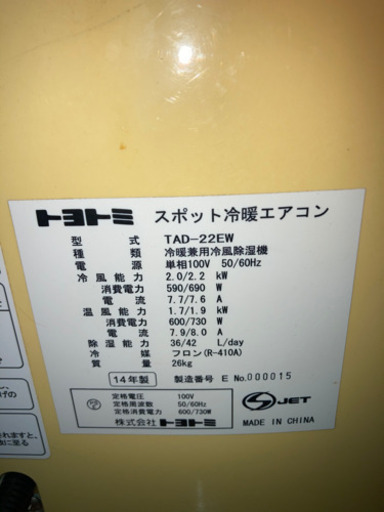 トヨトミ スポット冷暖エアコン
型式 TAD-22EW
種類 冷暖兼用冷風除湿機
電源 単相100V 50/60Hz
冷風能力 2.0/2.2 kW
消費電力 590/690 W
電流 7.7/7.6 A
温風能力 1.7/1.9 kW
消費電力 600/730 W
電流 7.9/8.0 A
除湿能力 36/42 L/day
冷媒 フロン(R-410A)
質量 26kg
14年製 製造番号 E No.000015
定格電圧 100V
定格周波数 50/60Hz
定格消費電力 600/730W
株式会社トヨトミ
JET
MADE IN CHINA